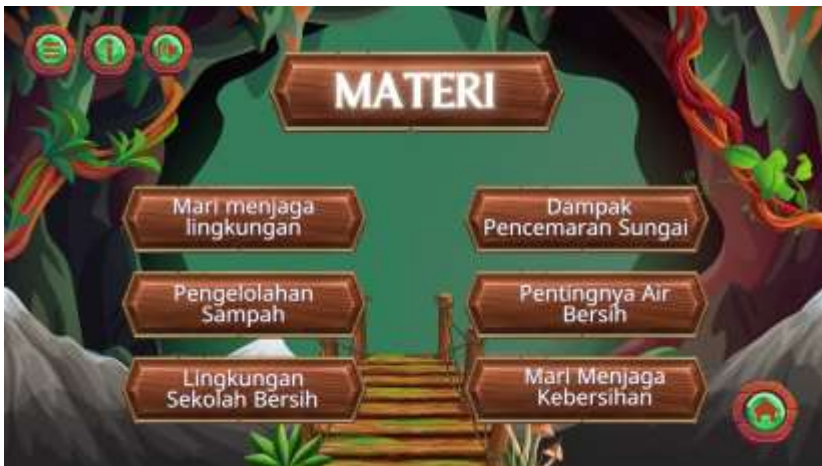 MATERI
Mari menjaga
lingkungan
Dampak
Pencemaran Sungai
Pengelolahan
Sampah
Pentingnya Air
Bersih
Lingkungan
Sekolah Bersih
Mari Menjaga
Kebersihan